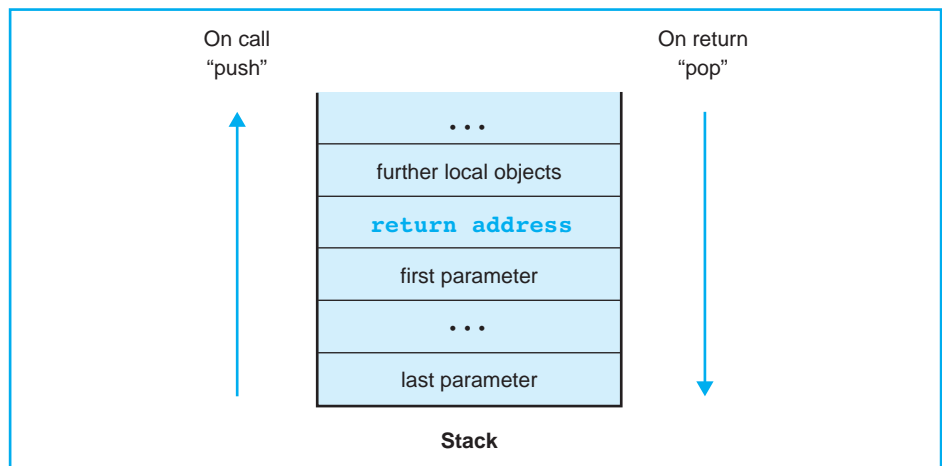 On call
“push”
On return
“pop”
...
further local objects
return address
first parameter
...
last parameter
Stack